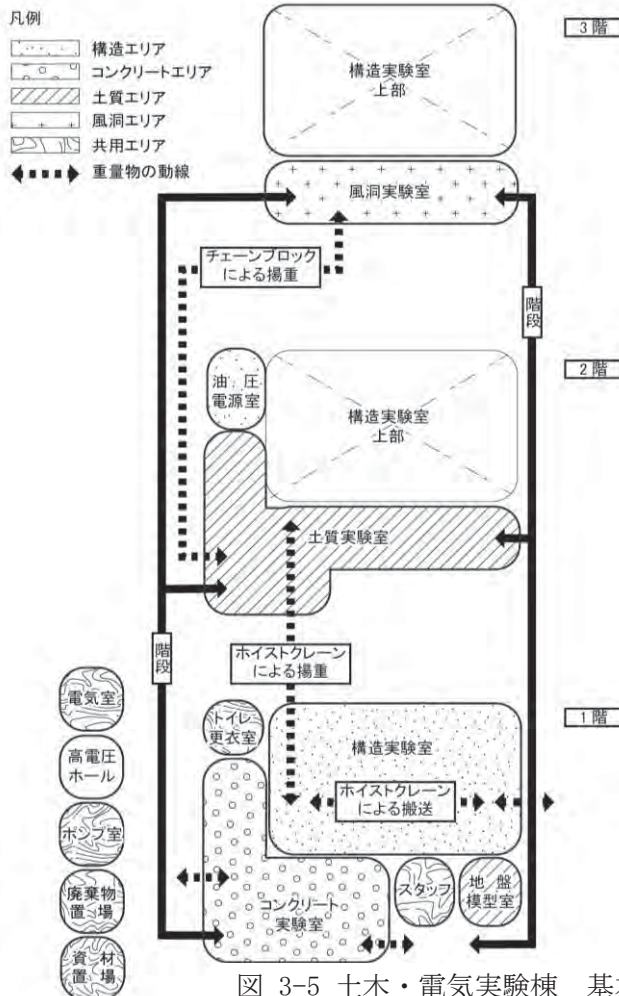 凡例
構造エリア
コンクリートエリア
土質エリア
風洞エリア
共用エリア
重量物の動線
3階
構造実験室
上部
風洞実験室
チェーンブロック
による揚重
階段
2階
油 圧
電源室
構造実験室
上部
土質実験室
階段
ホイストクレーン
による揚重
1階
電気室
高電圧
ホール
ポンプ室
廃棄物
置 場
資 材
置 場
トイレ
更衣室
構造実験室
ホイストクレーン
による搬送
コンクリート
実験室
スタッフ
地 盤
模型室
図 3-5 土木・電気実験棟 基本